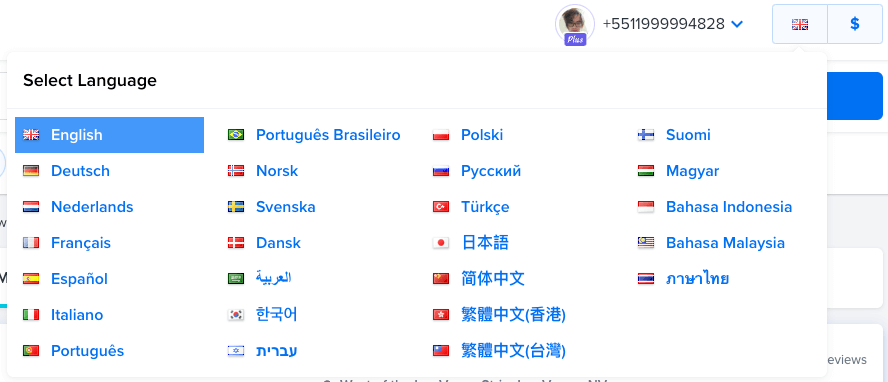 Plus
+5511999994828
$
Select Language
English
Deutsch
Nederlands
Français
Español
Italiano
Português
Português Brasileiro
Norsk
Svenska
Dansk
العربية
한국어
עברית
Polski
Русский
Türkçe
日本語
简体中文
繁體中文(香港)
繁體中文(台灣)
Suomi
Magyar
Bahasa Indonesia
Bahasa Malaysia
ภาษาไทย